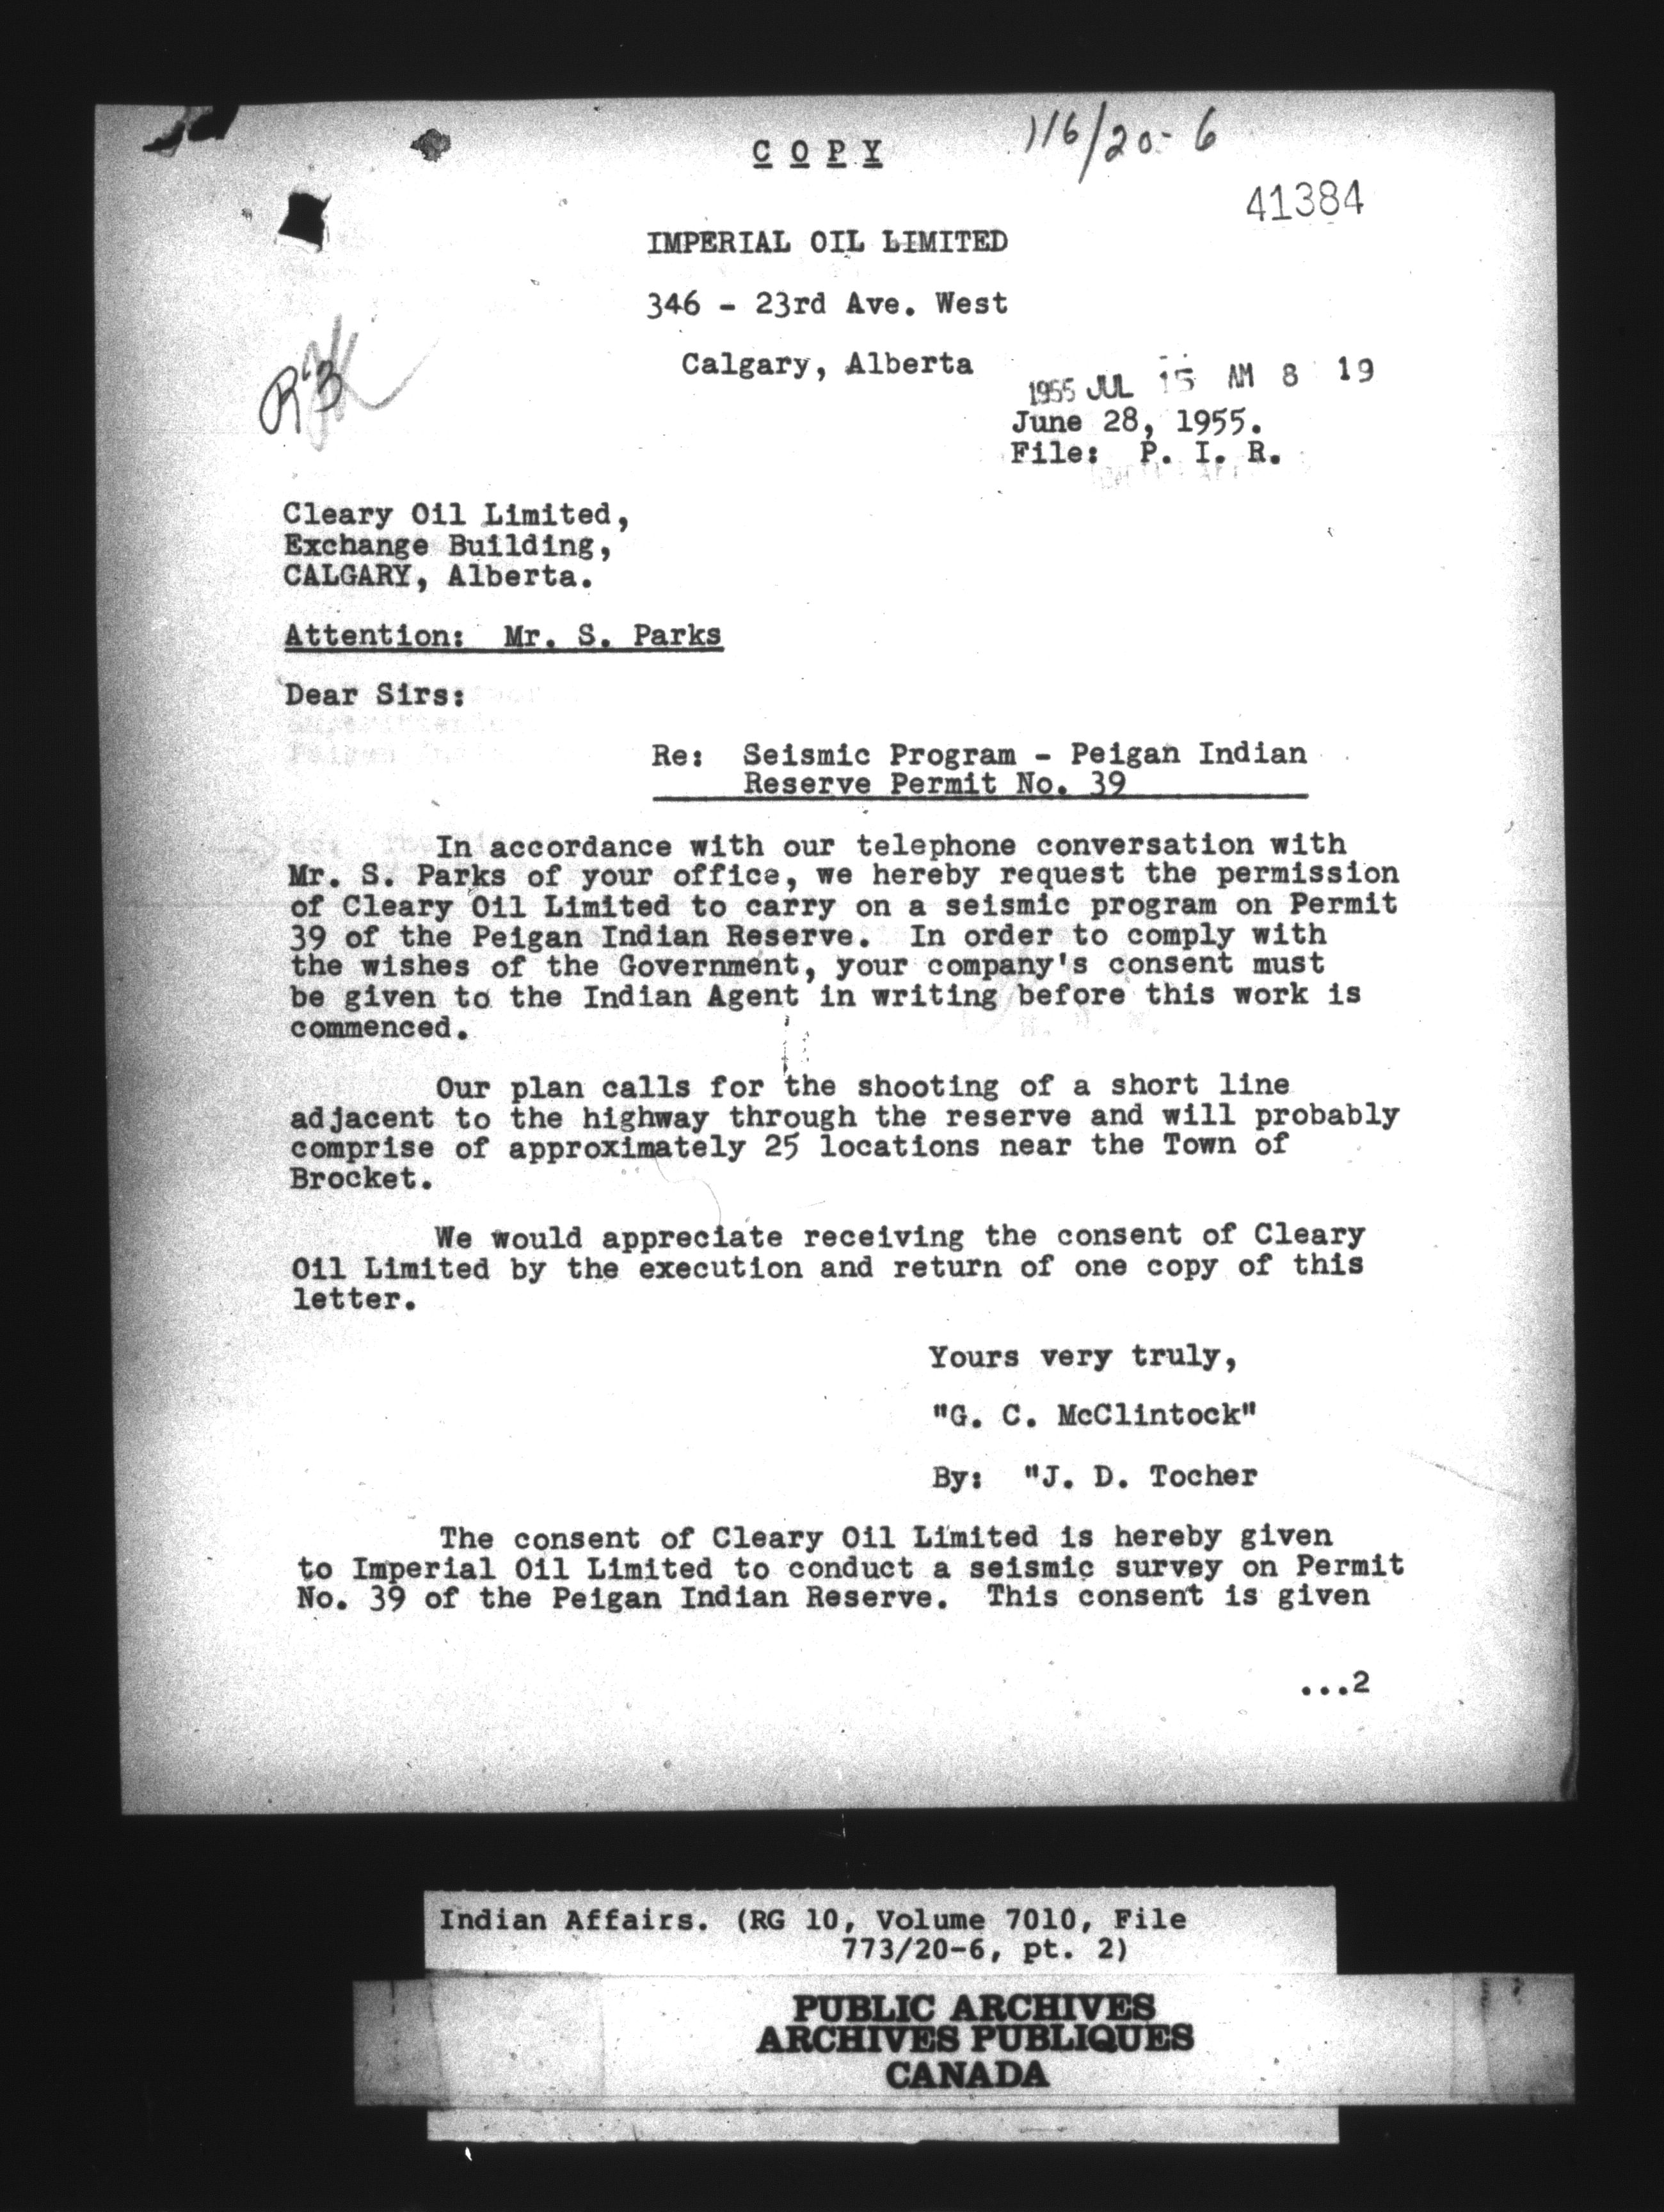 COPY
116/20-6
41384
IMPERIAL OIL LIMITED
346 - 23rd Ave. West
Calgary, Alberta
1955 JUL 15 AM 8 19
June 28, 1955.
File: P. I. R.
Cleary Oil Limited,
Exchange Building,
CALGARY, Alberta.
Attention: Mr. S. Parks
Dear Sirs:
Re: Seismic Program - Peigan Indian
Reserve Permit No. 39
In accordance with our telephone conversation with
Mr. S. Parks of your office, we hereby request the permission
of Cleary Oil Limited to carry on a seismic program on Permit
39 of the Peigan Indian Reserve. In order to comply with
the wishes of the Government, your company's consent must
be given to the Indian Agent in writing before this work is
commenced.
Our plan calls for the shooting of a short line
adjacent to the highway through the reserve and will probably
comprise of approximately 25 locations near the Town of
Brocket.
We would appreciate receiving the consent of Cleary
Oil Limited by the execution and return of one copy of this
letter.
Yours very truly,
"G. C. McClintock"
By: "J. D. Tocher
The consent of Cleary Oil Limited is hereby given
to Imperial Oil Limited to conduct a seismic survey on Permit
No. 39 of the Peigan Indian Reserve. This consent is given
...2
Indian Affairs. (RG 10, Volume 7010, File
773/20-6, pt. 2)
PUBLIC ARCHIVES
ARCHIVES PUBLIQUES
CANADA